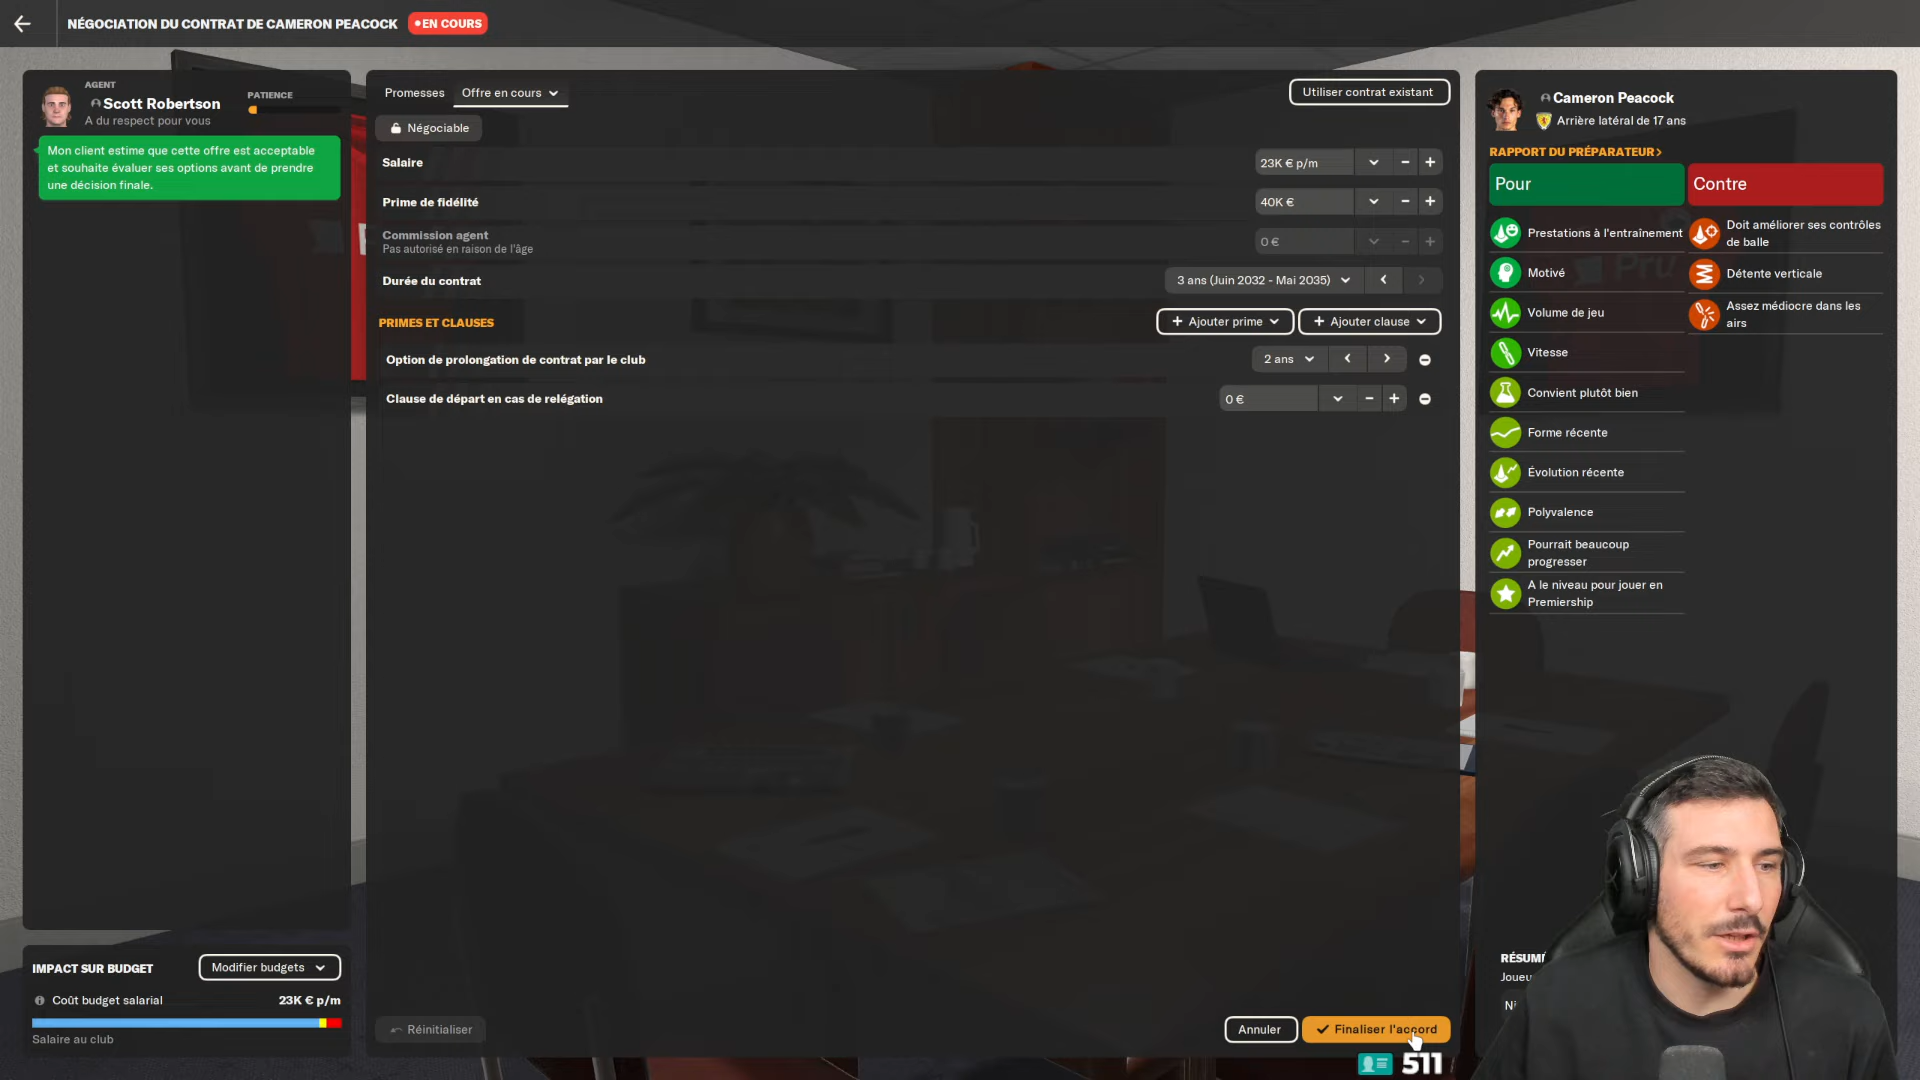 NÉGOCIATION DU CONTRAT DE CAMERON PEACOCK
EN COURS
AGENT
Scott Robertson
A du respect pour vous
PATIENCE
Mon client estime que cette offre est acceptable
et souhaite évaluer ses options avant de prendre
une décision finale.
Promesses
Offre en cours
Utiliser contrat existant
Négociable
Salaire
23K € p/m
Prime de fidélité
40K €
Commission agent
Pas autorisé en raison de l'âge
0 €
Durée du contrat
3 ans (Juin 2032 - Mai 2035)
PRIMES ET CLAUSES
+ Ajouter prime
+ Ajouter clause
Option de prolongation de contrat par le club
2 ans
Clause de départ en cas de relégation
0 €
Cameron Peacock
Arrière latéral de 17 ans
RAPPORT DU PRÉPARATEUR >
Pour
Contre
Prestations à l'entraînement
Motivé
Volume de jeu
Vitesse
Convient plutôt bien
Forme récente
Évolution récente
Polyvalence
Pourrait beaucoup
progresser
A le niveau pour jouer en
Premiership
Doit améliorer ses contrôles
de balle
Détente verticale
Assez médiocre dans les
airs
IMPACT SUR BUDGET
Modifier budgets
Coût budget salarial
23K € p/m
Salaire au club
Réinitialiser
Annuler
Finaliser l'accord
511